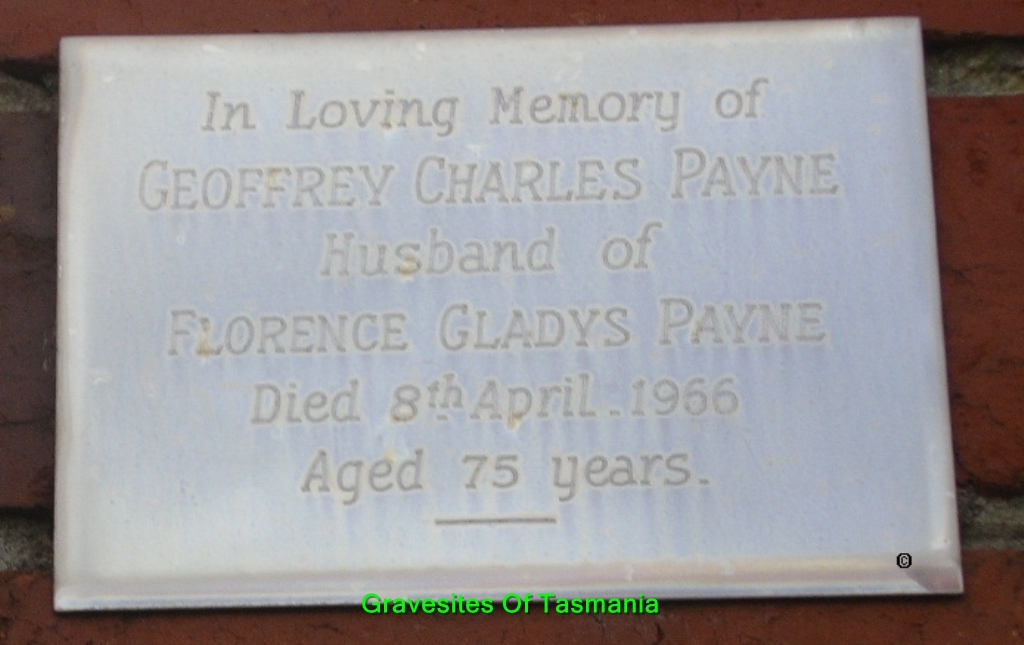 In Loving Memory of
GEOFFREY CHARLES PAYNE
Husband of
FLORENCE GLADYS PAYNE
Died 8th April. 1966
Aged 75 years.
©
Gravesites Of Tasmania